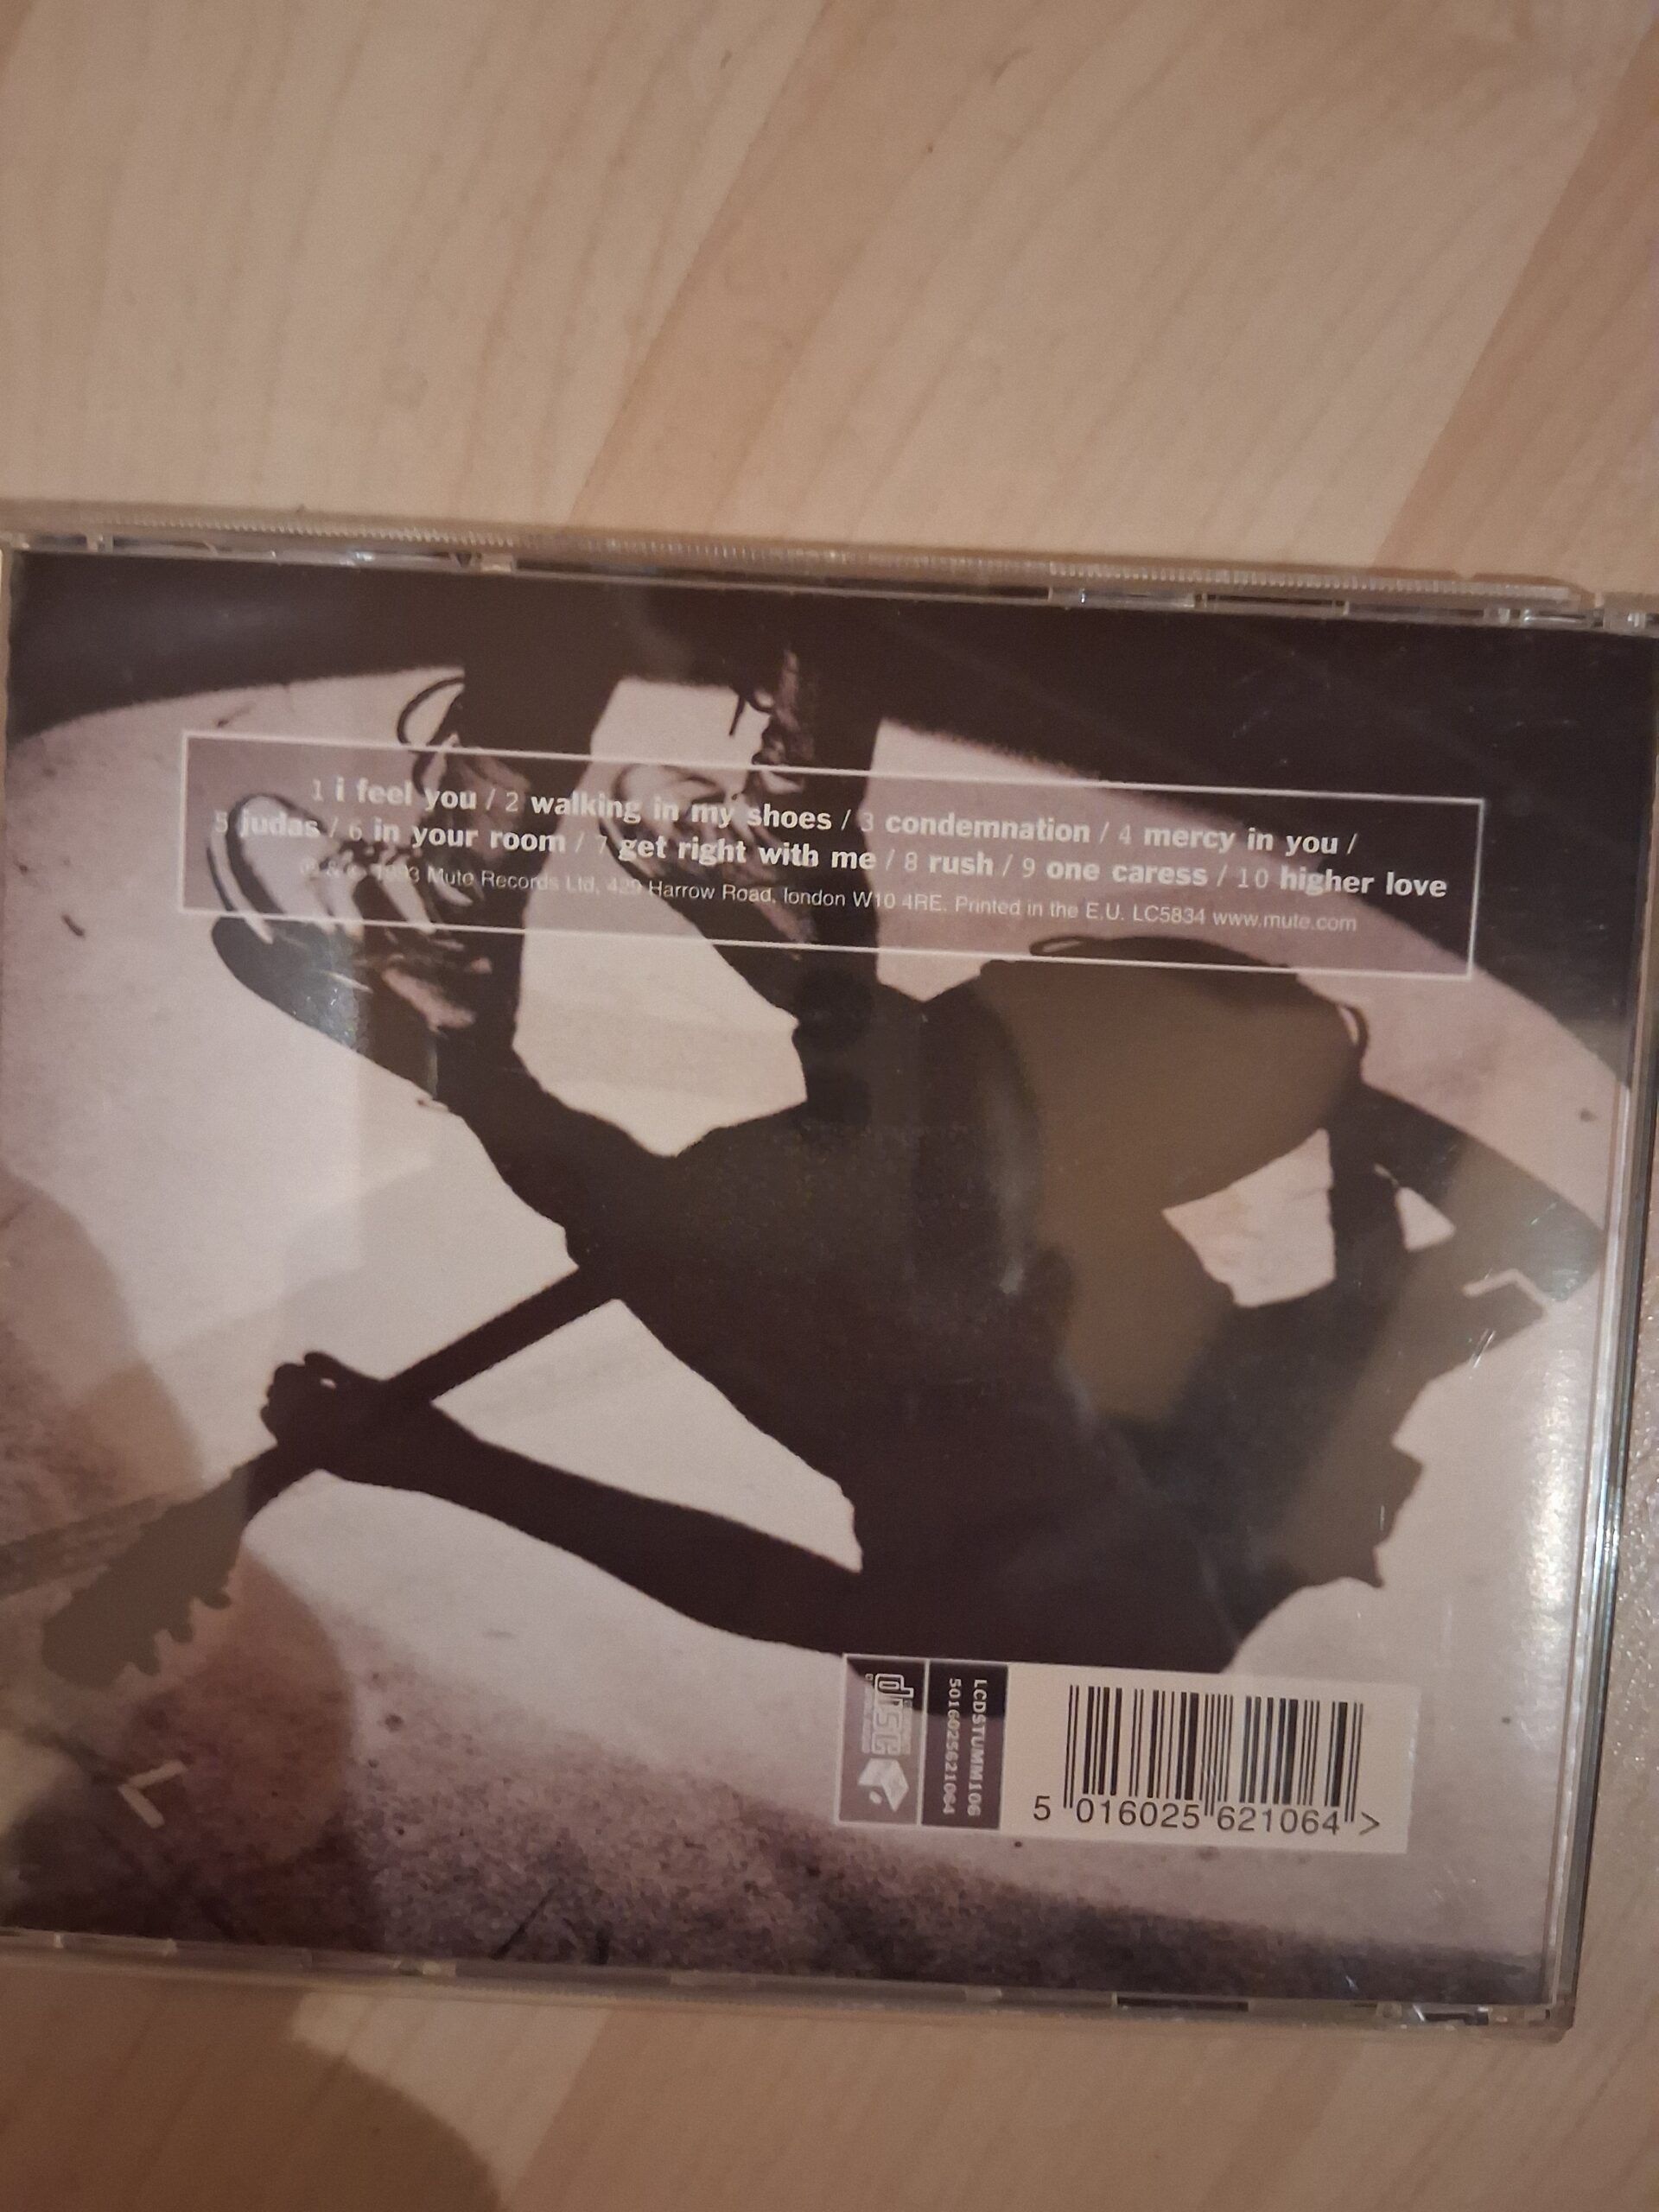 1 i feel you / 2 walking in my shoes / 3 condemnation / 4 mercy in you /
5 judas / 6 in your room / 7 get right with me / 8 rush / 9 one caress / 10 higher love
℗ & © 1993 Mute Records Ltd, 429 Harrow Road, london W10 4RE. Printed in the E.U. LC5834 www.mute.com
disc
LCDSTUMM106
5016025621064
5 016025 621064 >